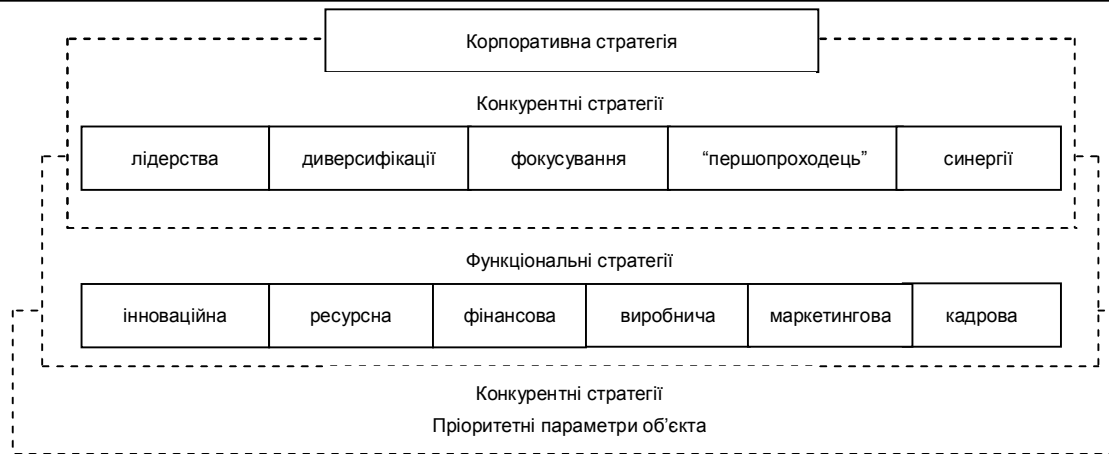 Корпоративна стратегія
Конкурентні стратегії
лідерства диверсифікації фокусування “першопроходець” синергії
Функціональні стратегії
інноваційна ресурсна фінансова виробнича маркетингова кадрова
Конкурентні стратегії
Пріоритетні параметри об’єкта